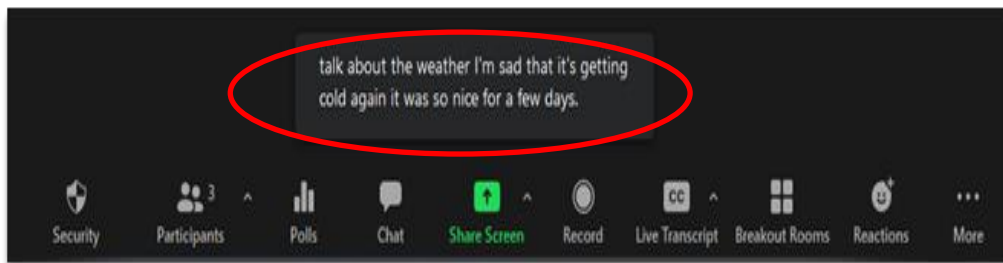 talk about the weather I'm sad that it's getting
cold again it was so nice for a few days.
3
CC
Security
Participants
Polls
Chat
Share Screen
Record
Live Transcript
Breakout Rooms
Reactions
More